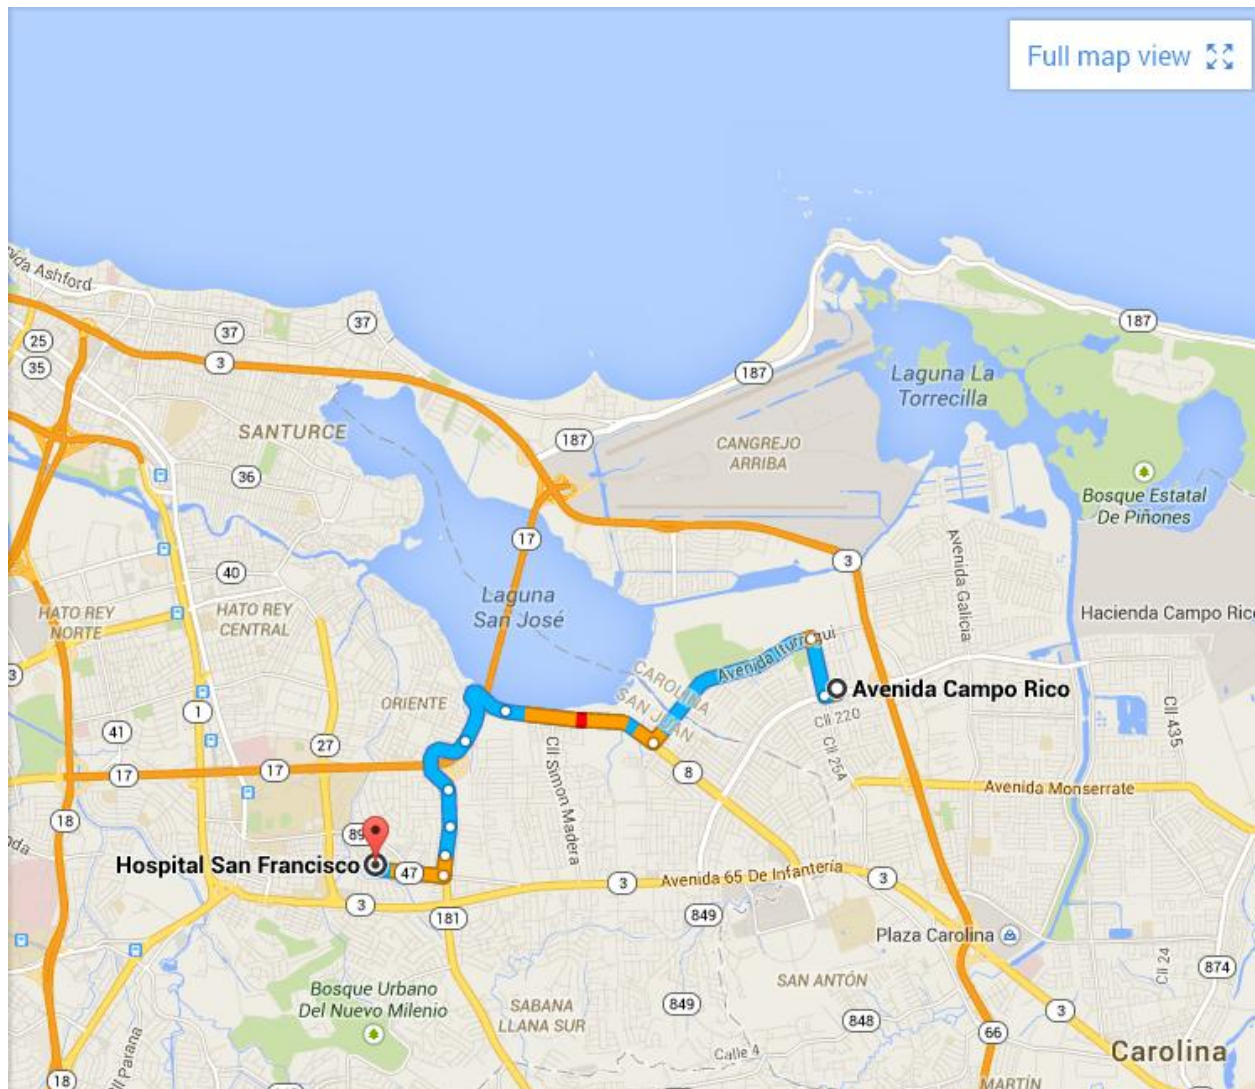 Full map view
nida Ashford
37
37
187
25
35
3
187
Laguna La
Torrecilla
SANTURCE
187
CANGREJO
ARRIBA
36
Bosque Estatal
De Piñones
17
3
Avenida Galicia
40
HATO REY
NORTE
HATO REY
CENTRAL
Laguna
San José
Hacienda Campo Rico
Avenida Iturregui
CAROLINA
SAN JUAN
3
ORIENTE
Avenida Campo Rico
1
Cll 220
Cll 435
41
27
17
17
Cll Simon Madera
8
Cll 254
Avenida Monserrate
18
89
Hospital San Francisco
47
3
Avenida 65 De Infantería
3
3
181
849
Plaza Carolina
Cll 24
874
Bosque Urbano
Del Nuevo Milenio
SABANA
LLANA SUR
SAN ANTÓN
849
848
3
66
Calle 4
Carolina
Cll Parana
18
MARTÍN